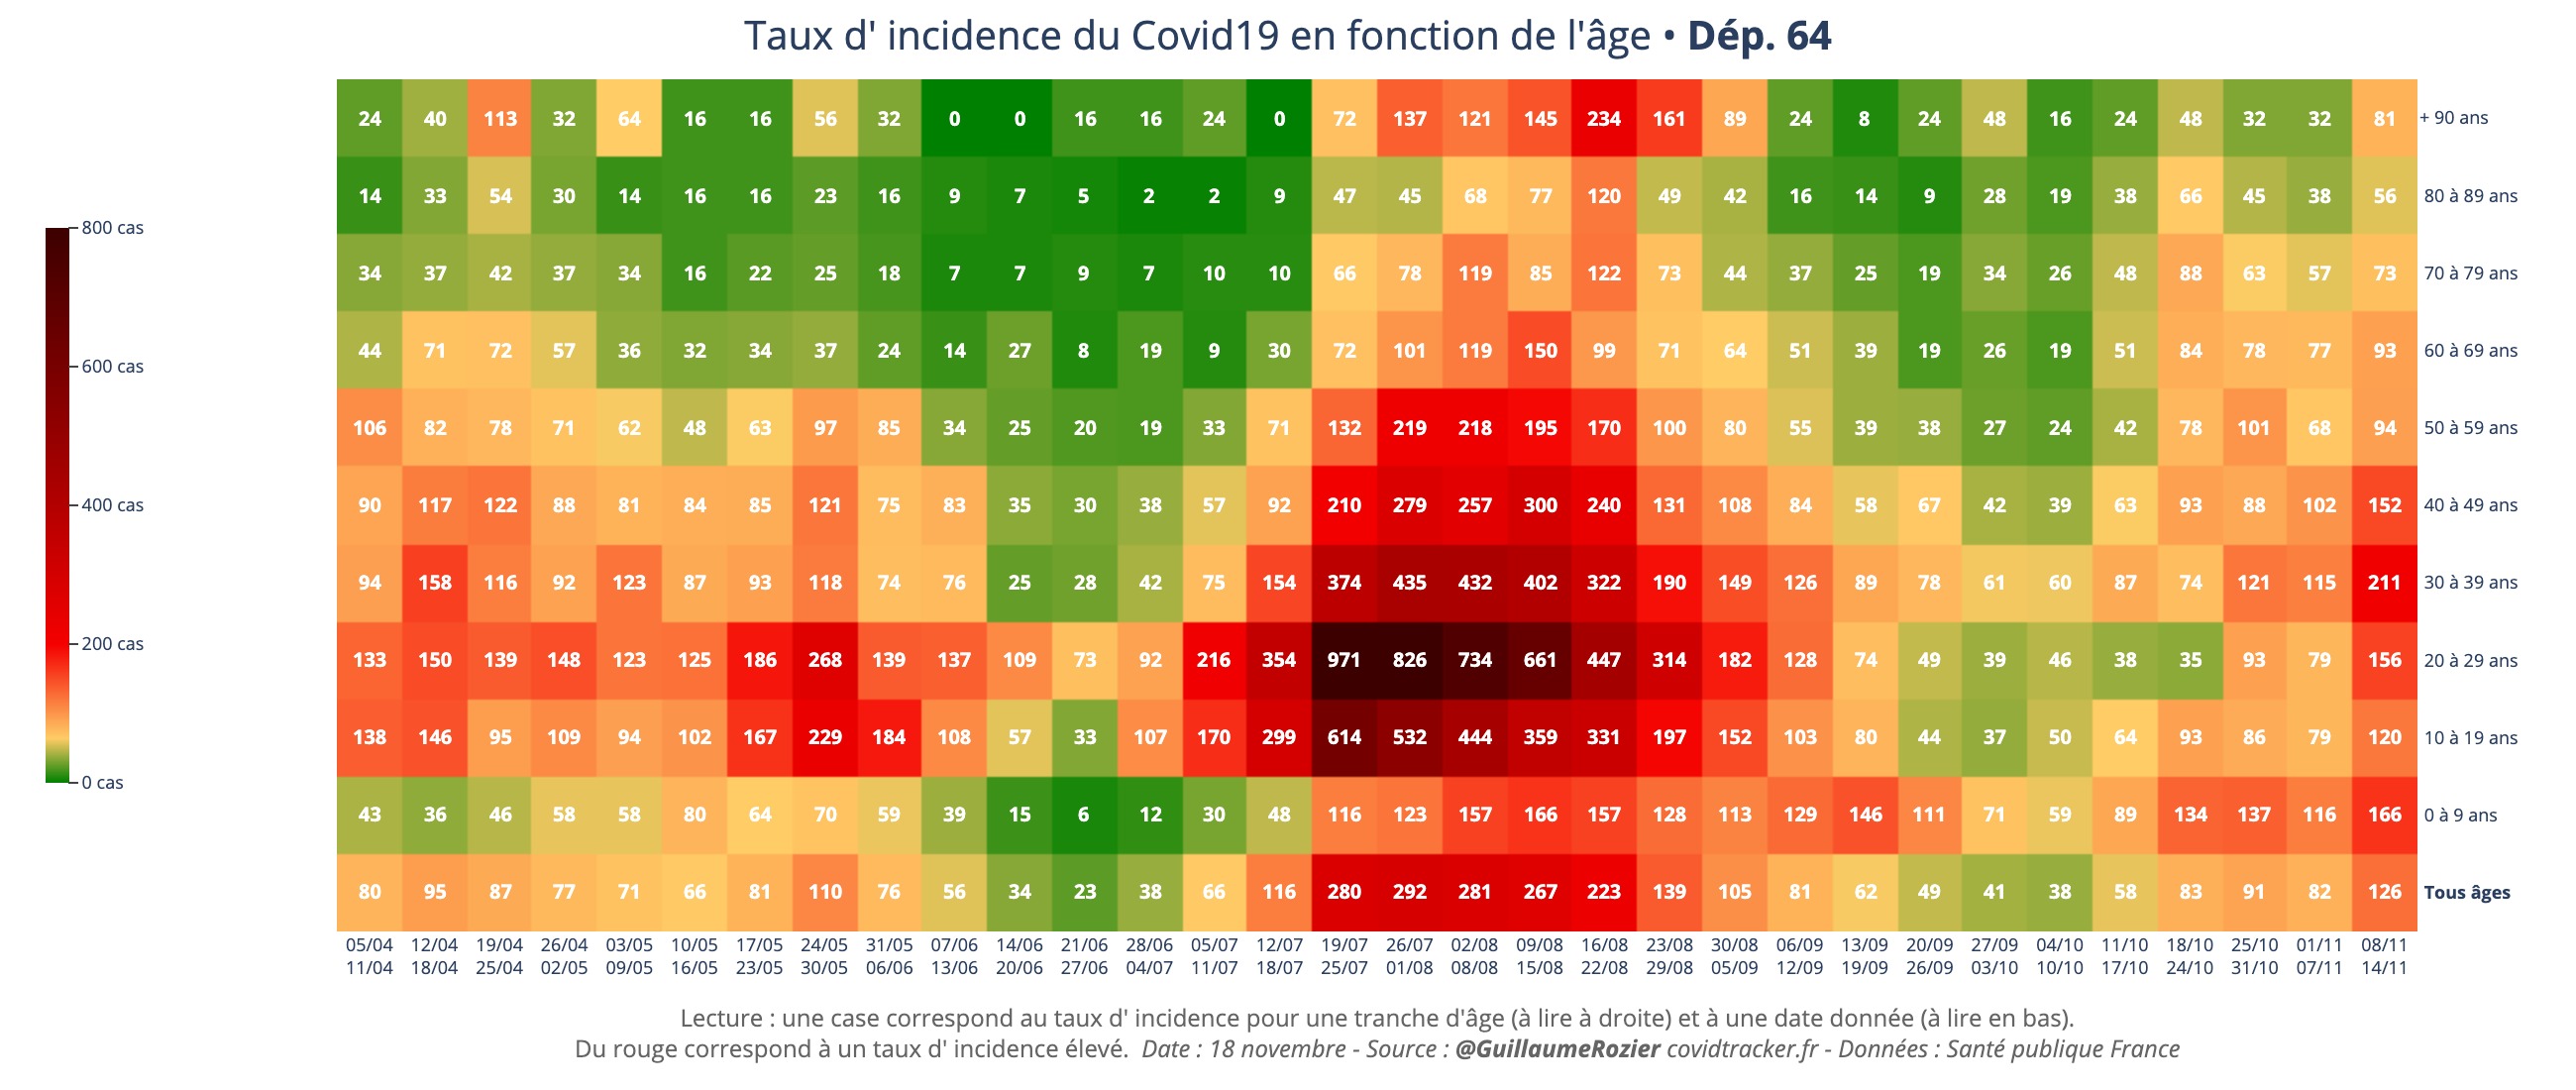 Taux d' incidence du Covid19 en fonction de l'âge • Dép. 64
24 40 113 32 64 16 16 56 32 0 0 16 16 24 0 72 137 121 145 234 161 89 24 8 24 48 16 24 48 32 32 81 + 90 ans
14 33 54 30 14 16 16 23 16 9 7 5 2 2 9 47 45 68 77 120 49 42 16 14 9 28 19 38 66 45 38 56 80 à 89 ans
800 cas
34 37 42 37 34 16 22 25 18 7 7 9 7 10 10 66 78 119 85 122 73 44 37 25 19 34 26 48 88 63 57 73 70 à 79 ans
44 71 72 57 36 32 34 37 24 14 27 8 19 9 30 72 101 119 150 99 71 64 51 39 19 26 19 51 84 78 77 93 60 à 69 ans
600 cas
106 82 78 71 62 48 63 97 85 34 25 20 19 33 71 132 219 218 195 170 100 80 55 39 38 27 24 42 78 101 68 94 50 à 59 ans
400 cas
90 117 122 88 81 84 85 121 75 83 35 30 38 57 92 210 279 257 300 240 131 108 84 58 67 42 39 63 93 88 102 152 40 à 49 ans
94 158 116 92 123 87 93 118 74 76 25 28 42 75 154 374 435 432 402 322 190 149 126 89 78 61 60 87 74 121 115 211 30 à 39 ans
200 cas
133 150 139 148 123 125 186 268 139 137 109 73 92 216 354 971 826 734 661 447 314 182 128 74 49 39 46 38 35 93 79 156 20 à 29 ans
138 146 95 109 94 102 167 229 184 108 57 33 107 170 299 614 532 444 359 331 197 152 103 80 44 37 50 64 93 86 79 120 10 à 19 ans
0 cas
43 36 46 58 58 80 64 70 59 39 15 6 12 30 48 116 123 157 166 157 128 113 129 146 111 71 59 89 134 137 116 166 0 à 9 ans
80 95 87 77 71 66 81 110 76 56 34 23 38 66 116 280 292 281 267 223 139 105 81 62 49 41 38 58 83 91 82 126 Tous âges
05/04 12/04 19/04 26/04 03/05 10/05 17/05 24/05 31/05 07/06 14/06 21/06 28/06 05/07 12/07 19/07 26/07 02/08 09/08 16/08 23/08 30/08 06/09 13/09 20/09 27/09 04/10 11/10 18/10 25/10 01/11 08/11
11/04 18/04 25/04 02/05 09/05 16/05 23/05 30/05 06/06 13/06 20/06 27/06 04/07 11/07 18/07 25/07 01/08 08/08 15/08 22/08 29/08 05/09 12/09 19/09 26/09 03/10 10/10 17/10 24/10 31/10 07/11 14/11
Lecture : une case correspond au taux d' incidence pour une tranche d'âge (à lire à droite) et à une date donnée (à lire en bas).
Du rouge correspond à un taux d' incidence élevé. Date : 18 novembre - Source : @GuillaumeRozier covidtracker.fr - Données : Santé publique France